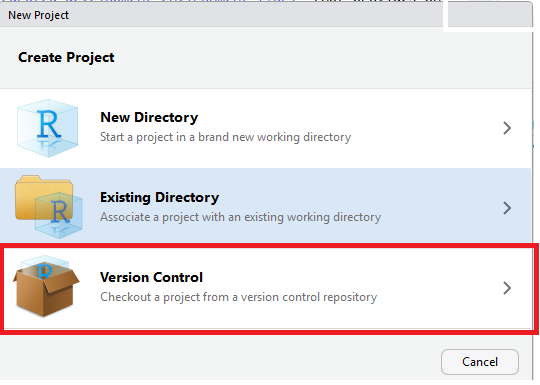 New Project
Create Project
R
New Directory
Start a project in a brand new working directory
R
Existing Directory
Associate a project with an existing working directory
R
Version Control
Checkout a project from a version control repository
Cancel